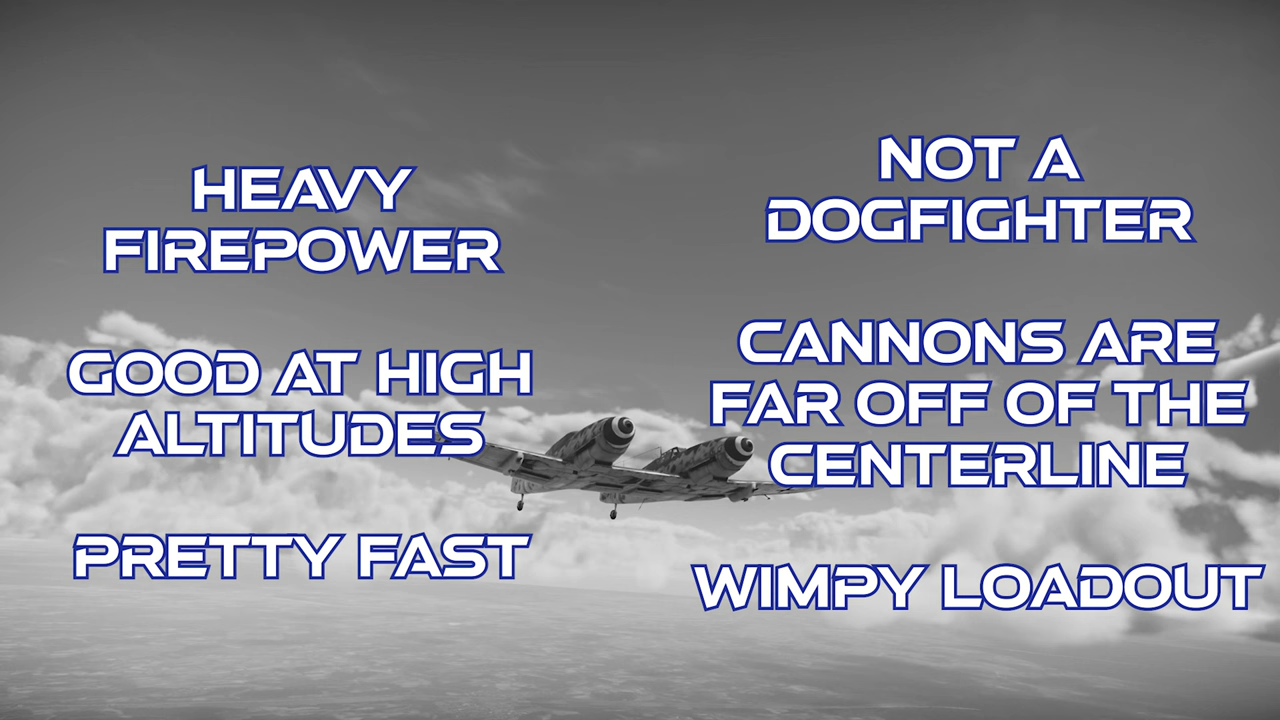 HEAVY
FIREPOWER
GOOD AT HIGH
ALTITUDES
PRETTY FAST
NOT A
DOGFIGHTER
CANNONS ARE
FAR OFF OF THE
CENTERLINE
WIMPY LOADOUT